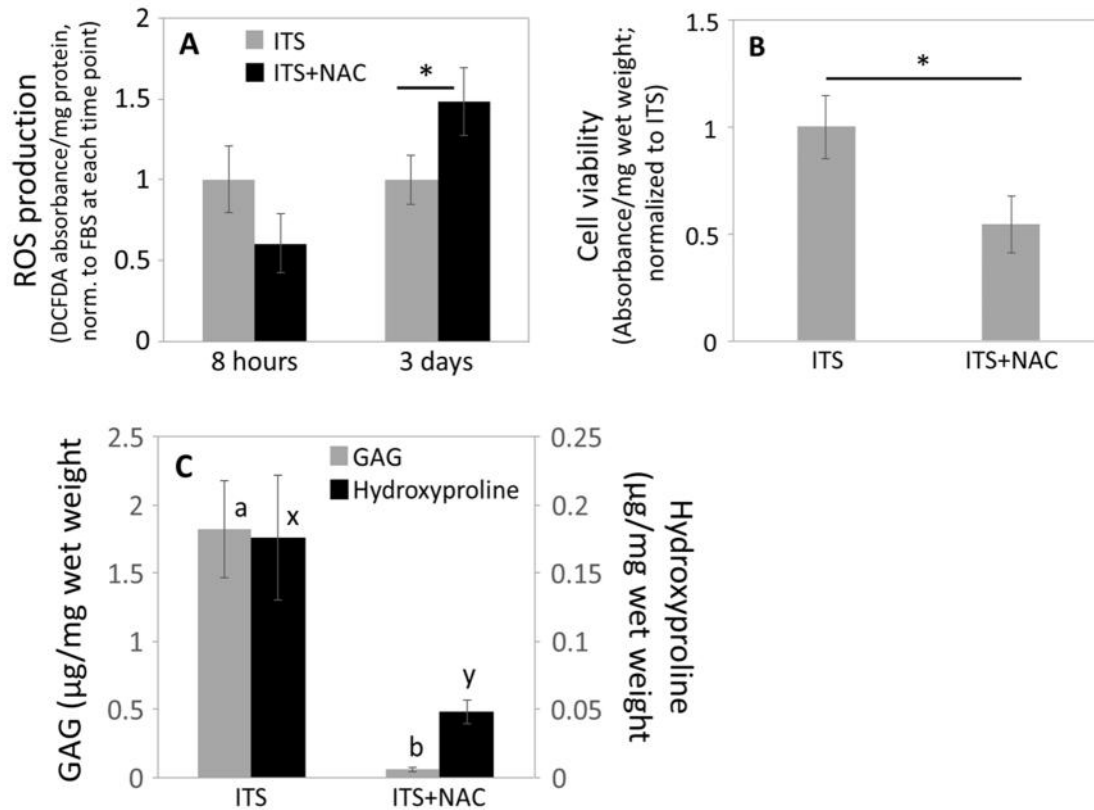 ROS production
(DCFDA absorbance/mg protein,
norm. to FBS at each time point)
2
1.5
1
0.5
0
A
ITS
ITS+NAC
*
8 hours
3 days
Cell viability
(Absorbance/mg wet weight;
normalized to ITS)
1.5
1
0.5
0
B
*
ITS
ITS+NAC
GAG (µg/mg wet weight)
2.5
2
1.5
1
0.5
0
C
GAG
Hydroxyproline
a
x
b
y
ITS
ITS+NAC
0.25
0.2
0.15
0.1
0.05
0
Hydroxyproline
(µg/mg wet weight)